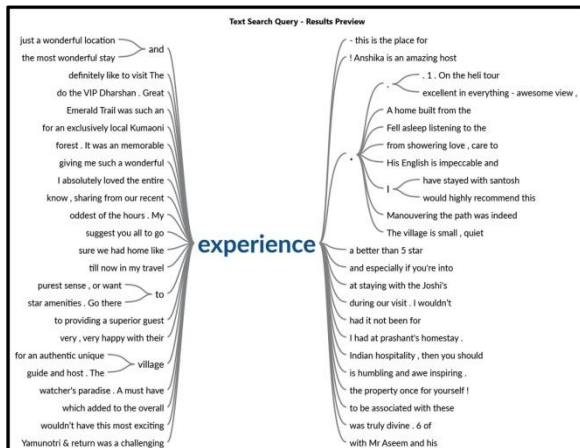 Text Search Query - Results Preview
just a wonderful location
the most wonderful stay
and
definitely like to visit The
do the VIP Dharshan . Great
Emerald Trail was such an
for an exclusively local Kumaoni
forest . It was an memorable
giving me such a wonderful
I absolutely loved the entire
know , sharing from our recent
oddest of the hours . My
suggest you all to go
sure we had home like
till now in my travel
purest sense , or want
star amenities . Go there
to
to providing a superior guest
very , very happy with their
for an authentic unique
guide and host . The
village
watcher's paradise . A must have
which added to the overall
wouldn't have this most exciting
Yamunotri & return was a challenging
experience
- this is the place for
! Anshika is an amazing host
.
.
. 1 . On the heli tour
excellent in everything - awesome view ,
A home built from the
Fell asleep listening to the
from showering love , care to
His English is impeccable and
I
have stayed with santosh
would highly recommend this
Manouvering the path was indeed
The village is small , quiet
a better than 5 star
and especially if you're into
at staying with the Joshi's
during our visit . I wouldn't
had it not been for
I had at prashant's homestay .
Indian hospitality , then you should
is humbling and awe inspiring .
the property once for yourself !
to be associated with these
was truly divine . 6 of
with Mr Aseem and his